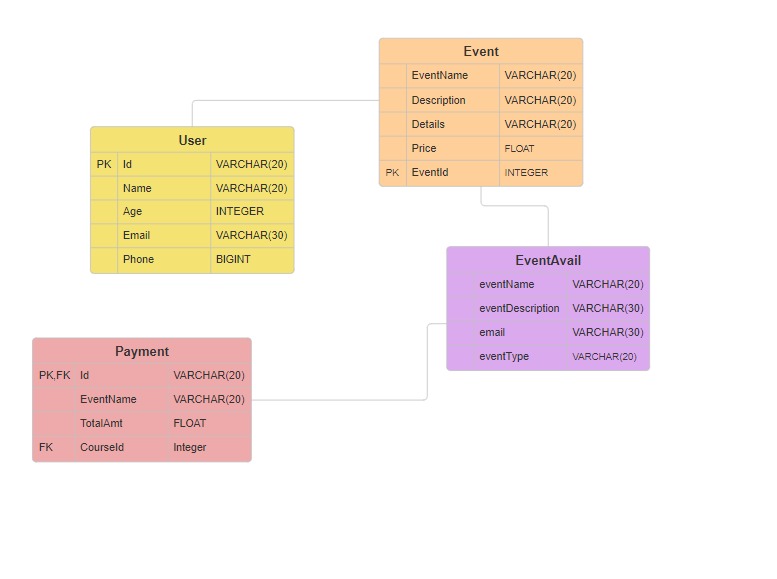 Event
EventName VARCHAR(20)
Description VARCHAR(20)
Details VARCHAR(20)
Price FLOAT
PK EventId INTEGER
User
PK Id VARCHAR(20)
Name VARCHAR(20)
Age INTEGER
Email VARCHAR(30)
Phone BIGINT
EventAvail
eventName VARCHAR(20)
eventDescription VARCHAR(30)
email VARCHAR(30)
eventType VARCHAR(20)
Payment
PK,FK Id VARCHAR(20)
EventName VARCHAR(20)
TotalAmt FLOAT
FK CourseId Integer